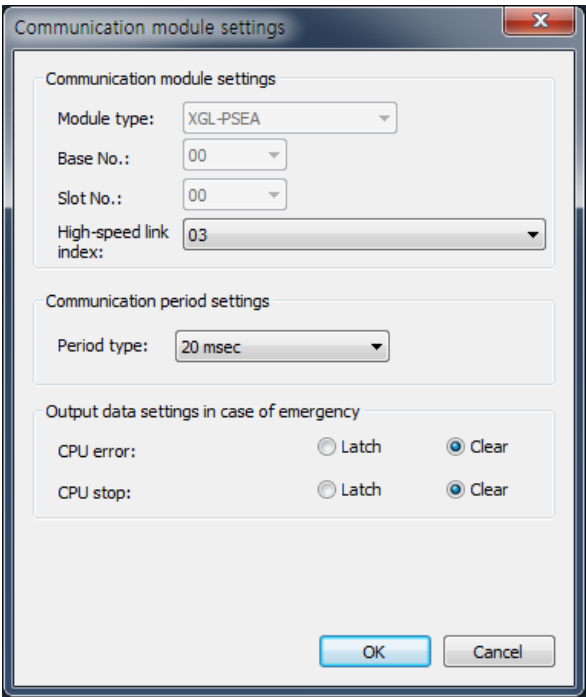 Communication module settings
Communication module settings
Module type: XGL-PSEA
Base No.: 00
Slot No.: 00
High-speed link
index: 03
Communication period settings
Period type: 20 msec
Output data settings in case of emergency
CPU error: Latch Clear
CPU stop: Latch Clear
OK Cancel